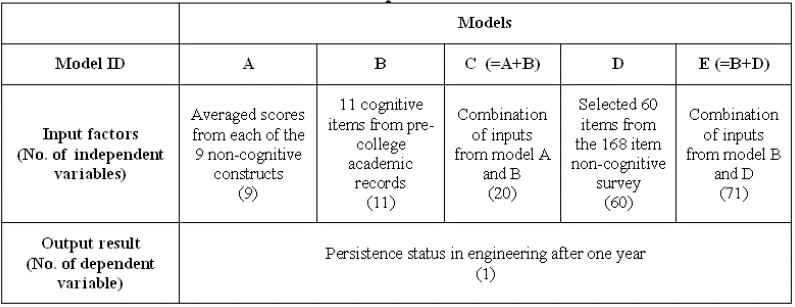 Models
Model ID
A
B
C (=A+B)
D
E (=B+D)
Input factors
(No. of independent
variables)
Averaged scores
from each of the
9 non-cognitive
constructs
(9)
11 cognitive
items from pre-
college
academic
records
(11)
Combination
of inputs
from model A
and B
(20)
Selected 60
items from
the 168 item
non-cognitive
survey
(60)
Combination
of inputs
from model B
and D
(71)
Output result
(No. of dependent
variable)
Persistence status in engineering after one year
(1)